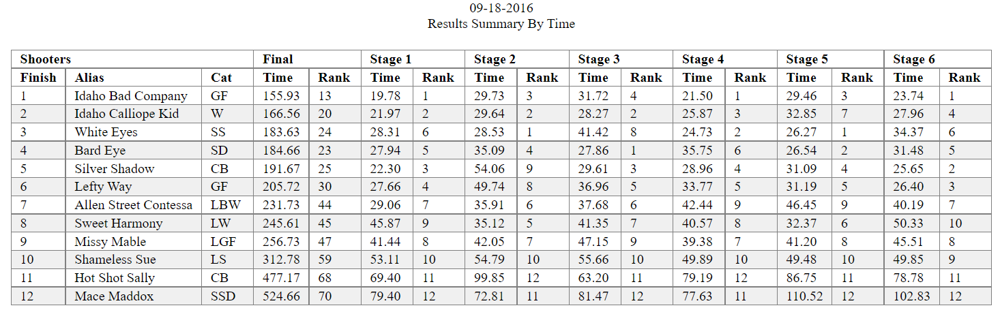 09-18-2016
Results Summary By Time
Shooters Final Stage 1 Stage 2 Stage 3 Stage 4 Stage 5 Stage 6
Finish Alias Cat Time Rank Time Rank Time Rank Time Rank Time Rank Time Rank Time Rank
1 Idaho Bad Company GF 155.93 13 19.78 1 29.73 3 31.72 4 21.50 1 29.46 3 23.74 1
2 Idaho Calliope Kid W 166.56 20 21.97 2 29.64 2 28.27 2 25.87 3 32.85 7 27.96 4
3 White Eyes SS 183.63 24 28.31 6 28.53 1 41.42 8 24.73 2 26.27 1 34.37 6
4 Bard Eye SD 184.66 23 27.94 5 35.09 4 27.86 1 35.75 6 26.54 2 31.48 5
5 Silver Shadow CB 191.67 25 22.30 3 54.06 9 29.61 3 28.96 4 31.09 4 25.65 2
6 Lefty Way GF 205.72 30 27.66 4 49.74 8 36.96 5 33.77 5 31.19 5 26.40 3
7 Allen Street Contessa LBW 231.73 44 29.06 7 35.91 6 37.68 6 42.44 9 46.45 9 40.19 7
8 Sweet Harmony LW 245.61 45 45.87 9 35.12 5 41.35 7 40.57 8 32.37 6 50.33 10
9 Missy Mable LGF 256.73 47 41.44 8 42.05 7 47.15 9 39.38 7 41.20 8 45.51 8
10 Shameless Sue LS 312.78 59 53.11 10 54.79 10 55.66 10 49.89 10 49.48 10 49.85 9
11 Hot Shot Sally CB 477.17 68 69.40 11 99.85 12 63.20 11 79.19 12 86.75 11 78.78 11
12 Mace Maddox SSD 524.66 70 79.40 12 72.81 11 81.47 12 77.63 11 110.52 12 102.83 12